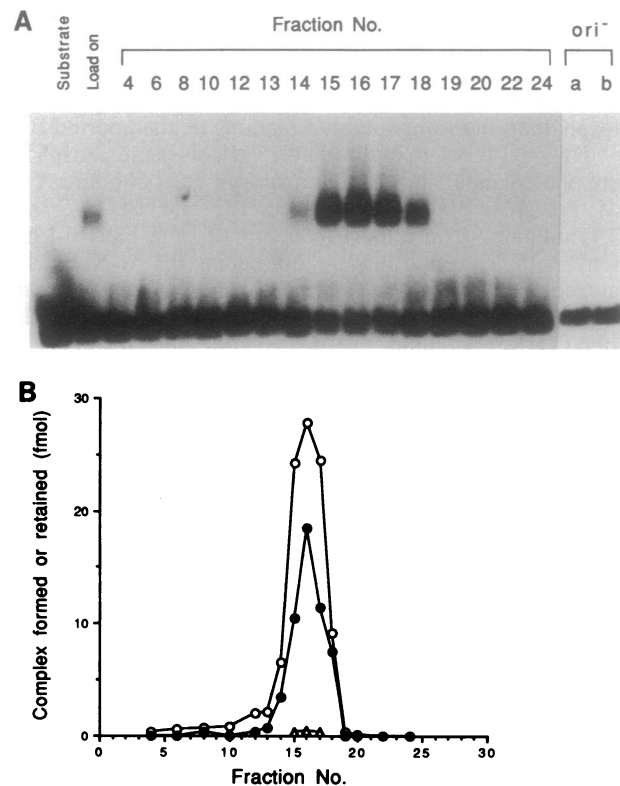 A
Substrate
Load on
Fraction No.
ori⁻
4 6 8 10 12 13 14 15 16 17 18 19 20 22 24
a b
B
Complex formed or retained (fmol)
30
20
10
0
0 5 10 15 20 25 30
Fraction No.